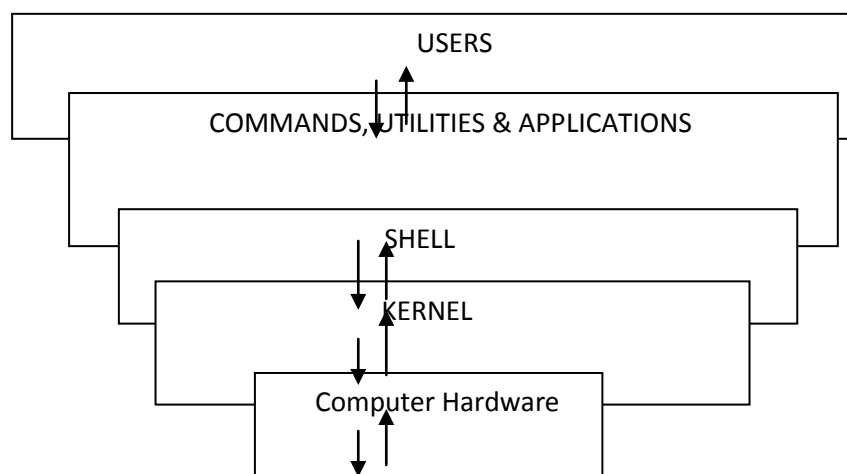 USERS
COMMANDS, UTILITIES & APPLICATIONS
SHELL
KERNEL
Computer Hardware